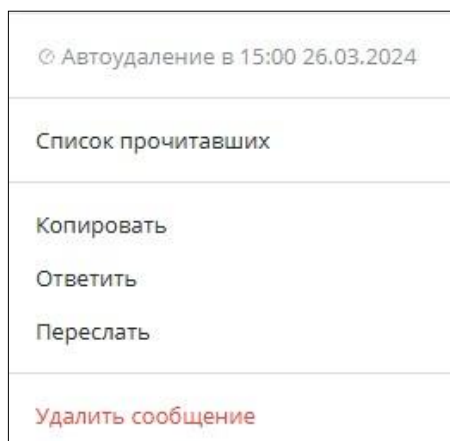 Автоудаление в 15:00 26.03.2024
Список прочитавших
Копировать
Ответить
Переслать
Удалить сообщение